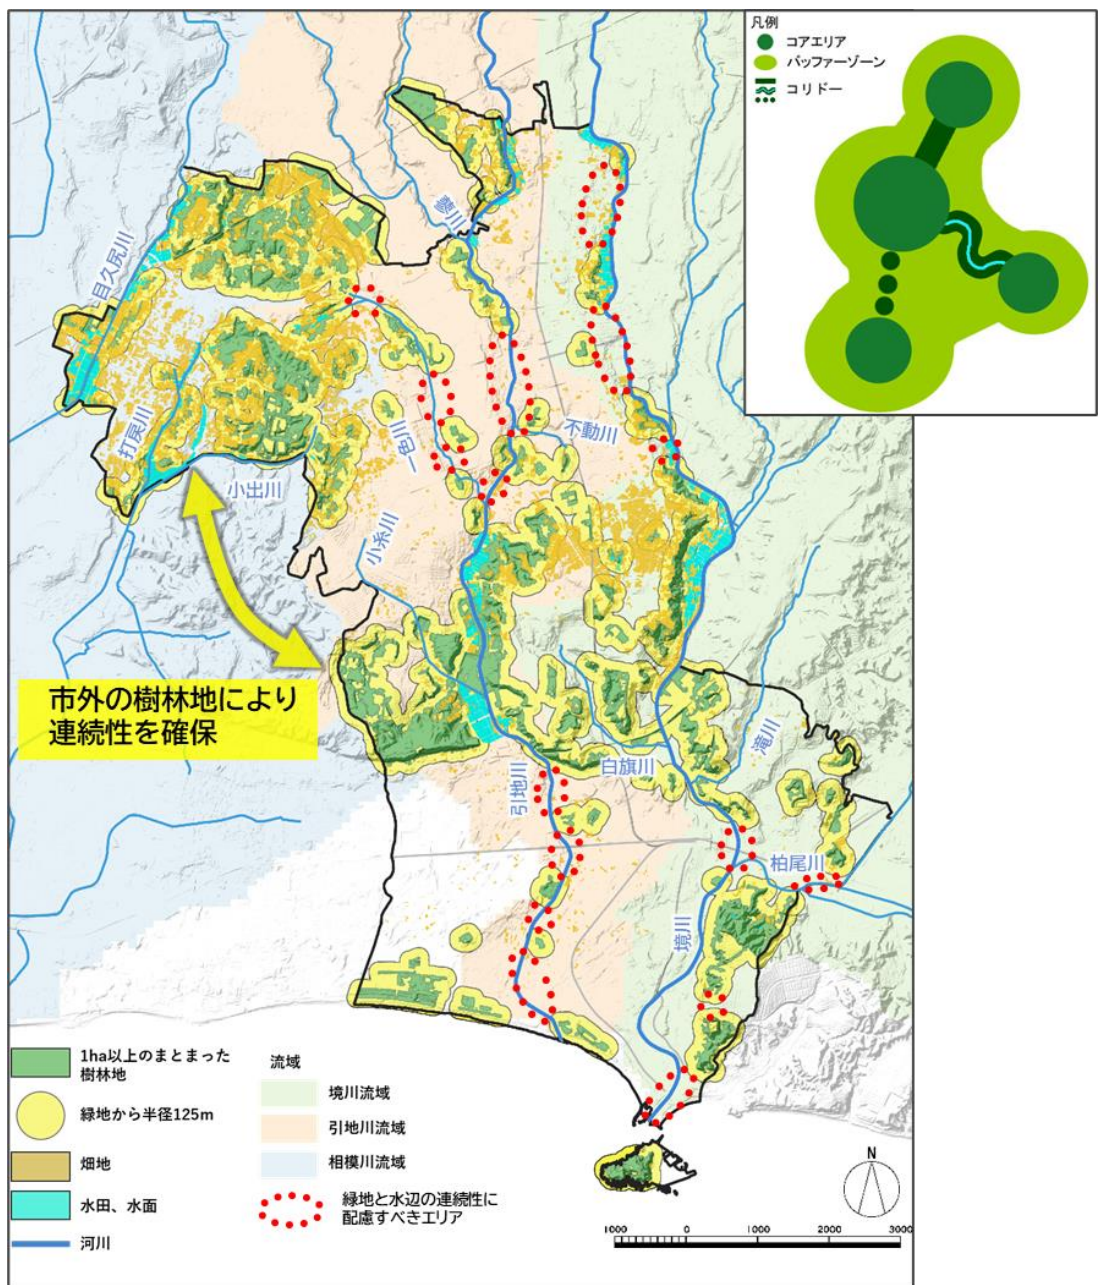 凡例
コアエリア
バッファーゾーン
コリドー
蓼川
目久尻川
打戻川
小出川
一色川
不動川
小糸川
市外の樹林地により
連続性を確保
引地川
白旗川
滝川
柏尾川
境川
1ha以上のまとまった
樹林地
緑地から半径125m
畑地
水田、水面
河川
流域
境川流域
引地川流域
相模川流域
緑地と水辺の連続性に
配慮すべきエリア
N
1000 0 1000 2000 3000